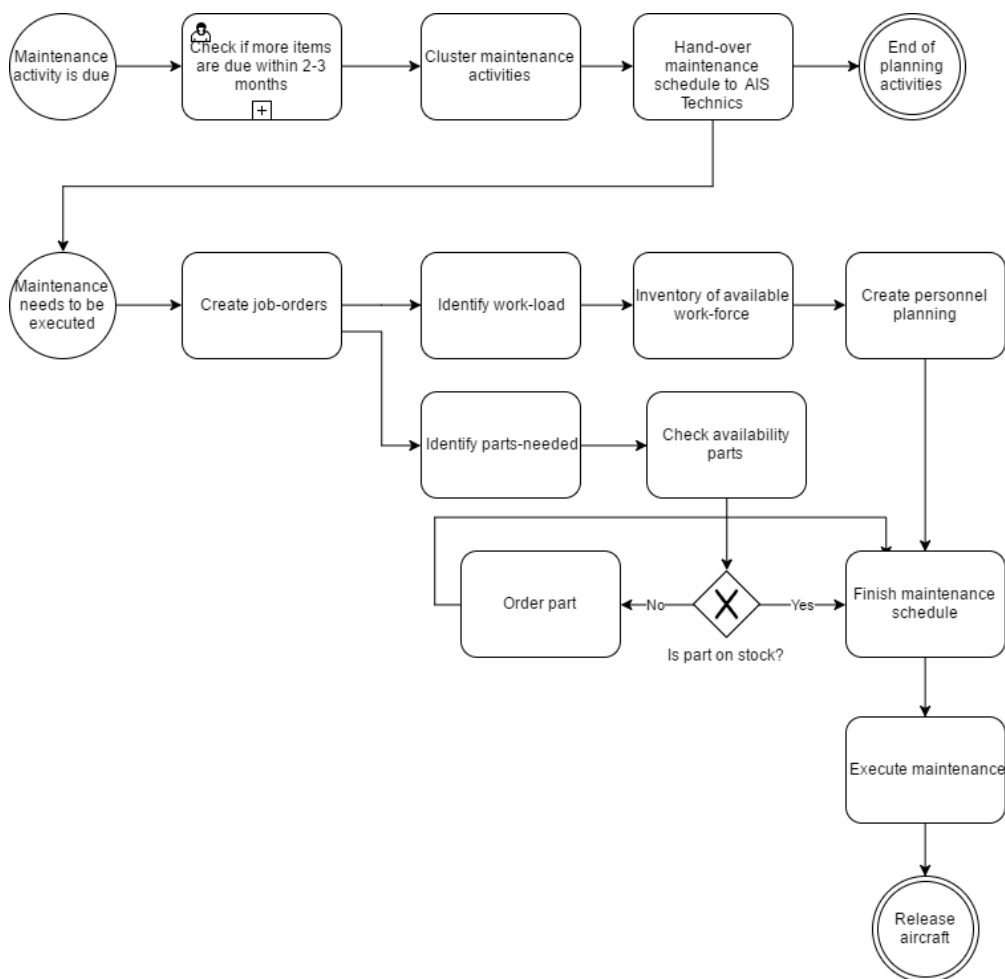 Maintenance
activity is due
Check if more items
are due within 2-3
months
Cluster maintenance
activities
Hand-over
maintenance
schedule to AIS
Technics
End of
planning
activities
Maintenance
needs to be
executed
Create job-orders
Identify work-load
Inventory of available
work-force
Create personnel
planning
Identify parts-needed
Check availability
parts
Order part
No
Yes
Is part on stock?
Finish maintenance
schedule
Execute maintenance
Release
aircraft